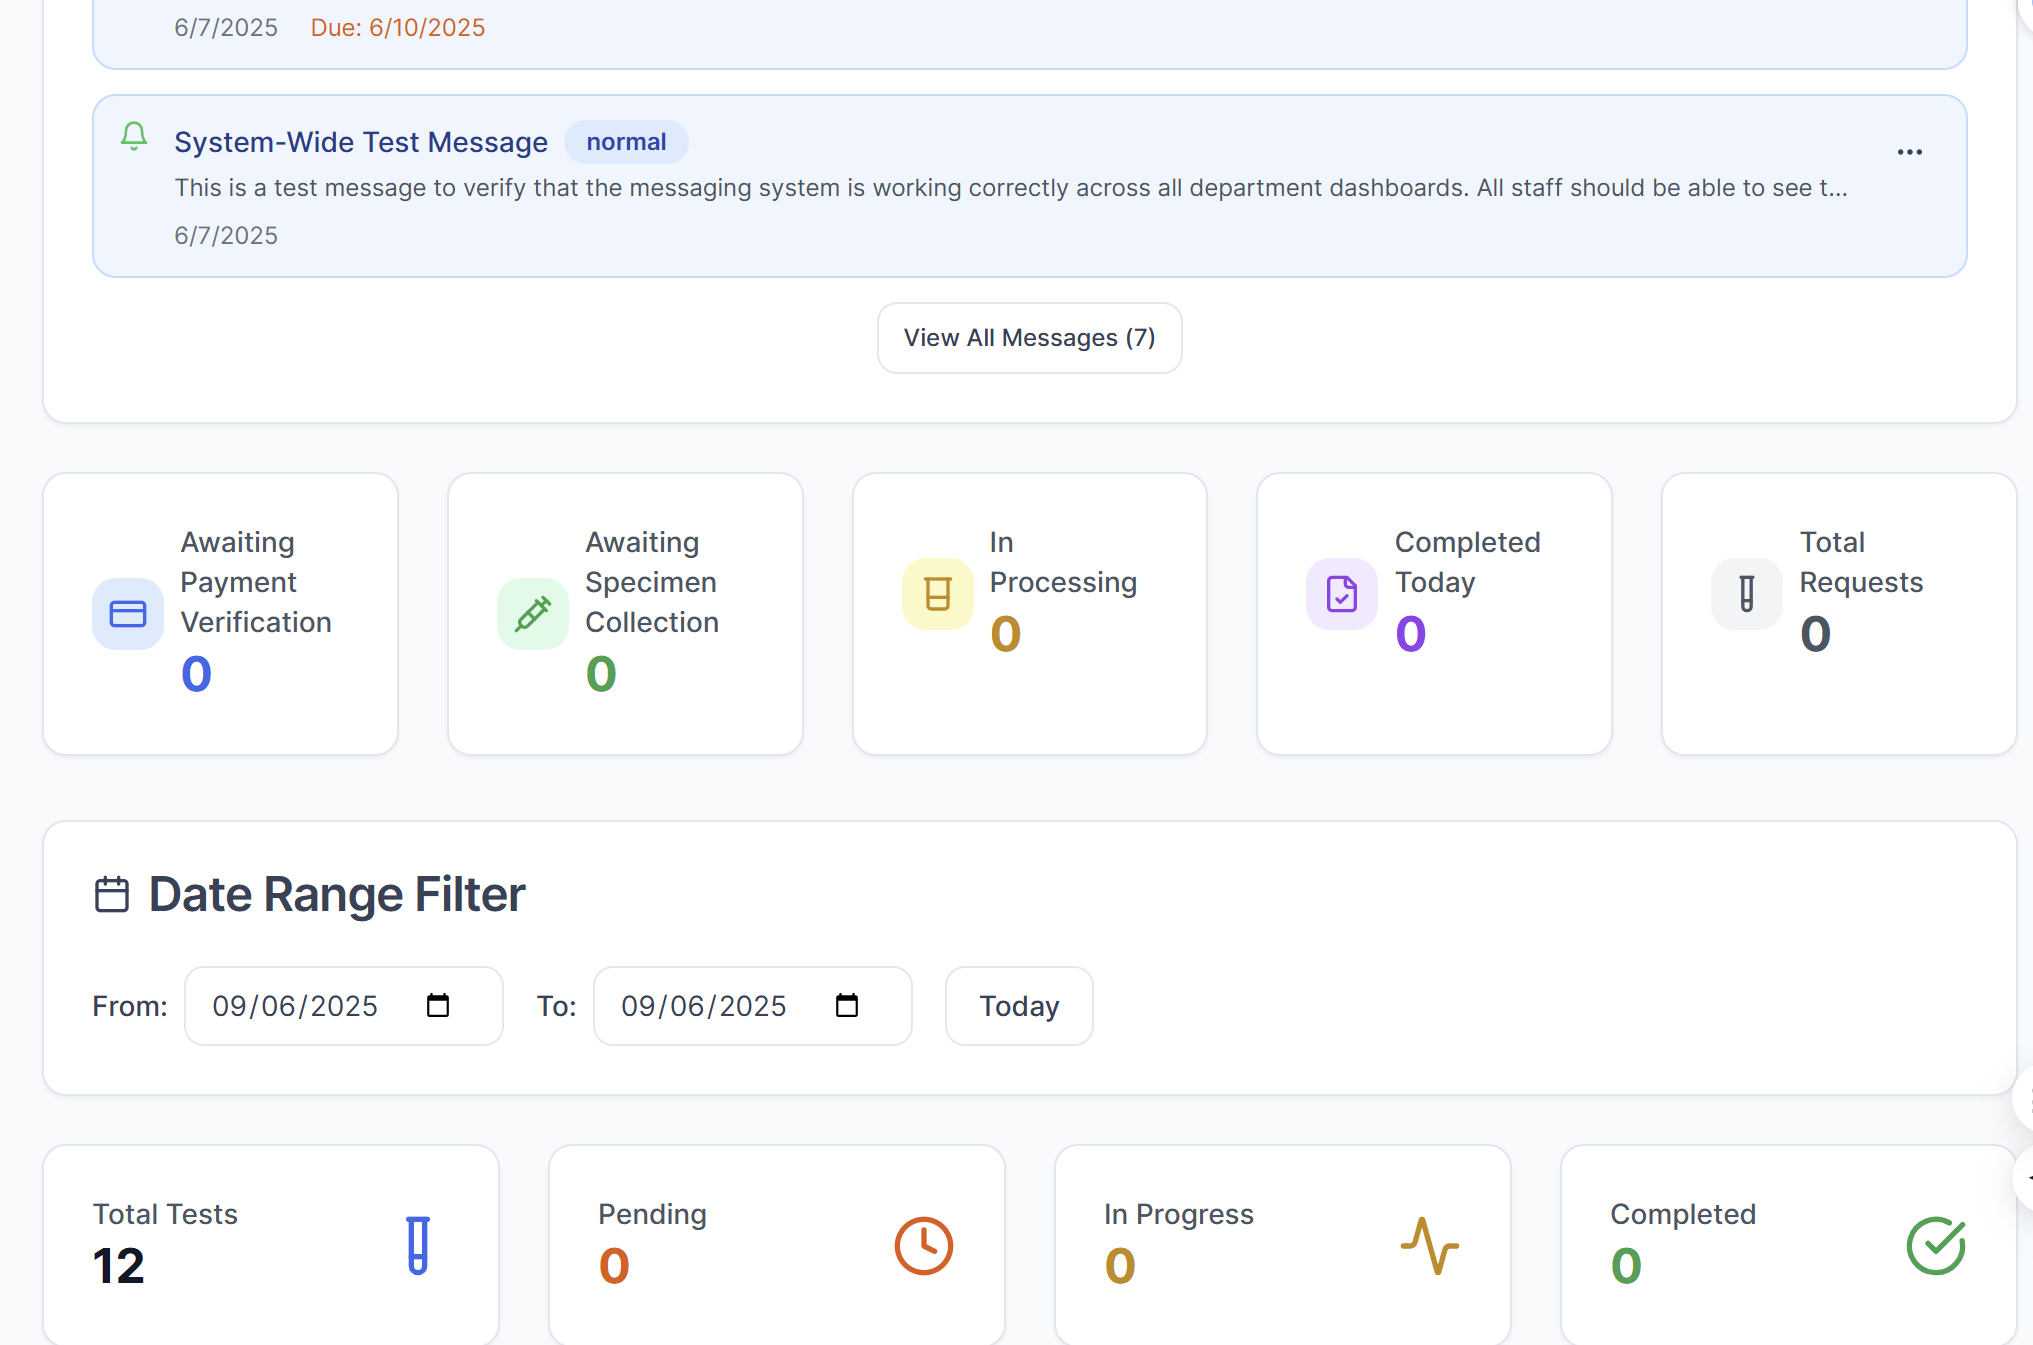 6/7/2025 Due: 6/10/2025
System-Wide Test Message normal
This is a test message to verify that the messaging system is working correctly across all department dashboards. All staff should be able to see t...
6/7/2025
View All Messages (7)
Awaiting
Payment
Verification
0
Awaiting
Specimen
Collection
0
In
Processing
0
Completed
Today
0
Total
Requests
0
Date Range Filter
From: 09/06/2025 To: 09/06/2025 Today
Total Tests
12
Pending
0
In Progress
0
Completed
0